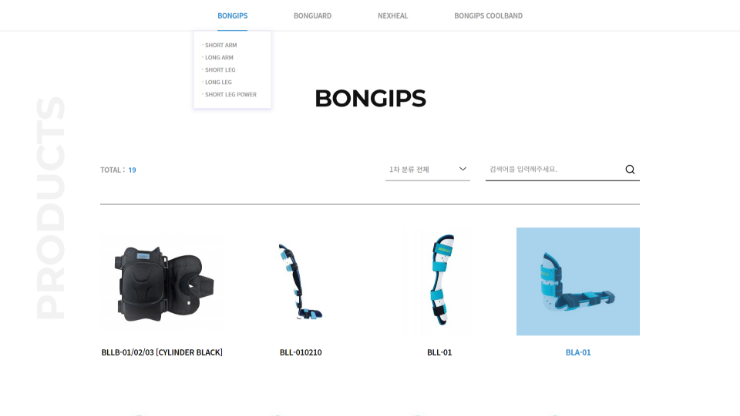 BONGIPS
BONGUARD
NEXHEAL
BONGIPS COOLBAND
· SHORT ARM
· LONG ARM
· SHORT LEG
· LONG LEG
· SHORT LEG POWER
BONGIPS
PRODUCTS
TOTAL : 19
1차 분류 전체
검색어를 입력해주세요.
BLLB-01/02/03 [CYLINDER BLACK]
BLL-010210
BLL-01
BLA-01